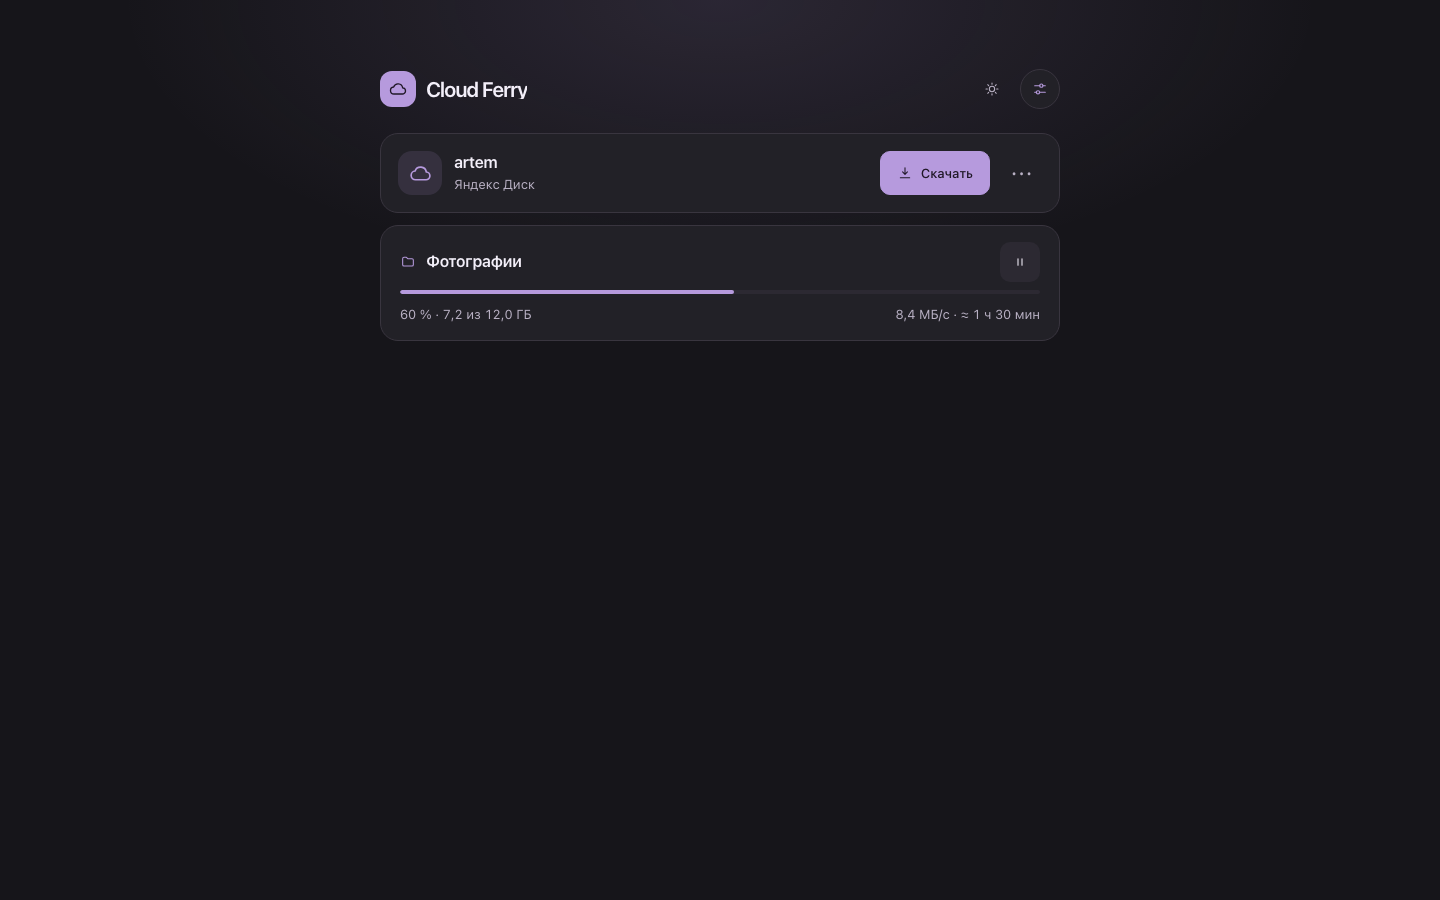 Cloud Ferry
artem
Яндекс Диск
Скачать
Фотографии
60 % · 7,2 из 12,0 ГБ
8,4 МБ/с · ≈ 1 ч 30 мин